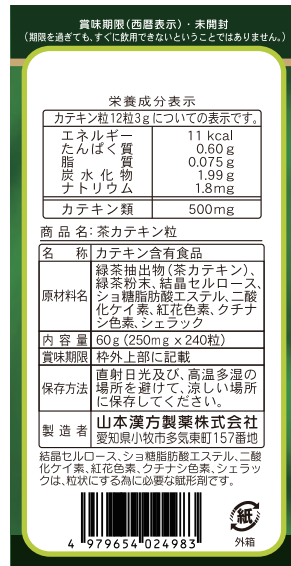 賞味期限(西暦表示)・未開封
(期限を過ぎても、すぐに飲用できないということではありません。)
栄養成分表示
カテキン粒12粒3gについての表示です。
エネルギー 11 kcal
たんぱく質 0.60g
脂質 0.075g
炭水化物 1.99g
ナトリウム 1.8mg
カテキン類 500mg
商品名:茶カテキン粒
名称 カテキン含有食品
原材料名 緑茶抽出物(茶カテキン)、
緑茶粉末、結晶セルロース、
ショ糖脂肪酸エステル、二酸
化ケイ素、紅花色素、クチナ
シ色素、シェラック
内容量 60g(250mg×240粒)
賞味期限 枠外上部に記載
保存方法 直射日光及び、高温多湿の
場所を避けて、涼しい場所
に保存してください。
製造者 山本漢方製薬株式会社
愛知県小牧市多気東町157番地
結晶セルロース、ショ糖脂肪酸エステル、二酸
化ケイ素、紅花色素、クチナシ色素、シェラッ
クは、粒状にする為に必要な賦形剤です。
4 979654 024983
紙
外箱